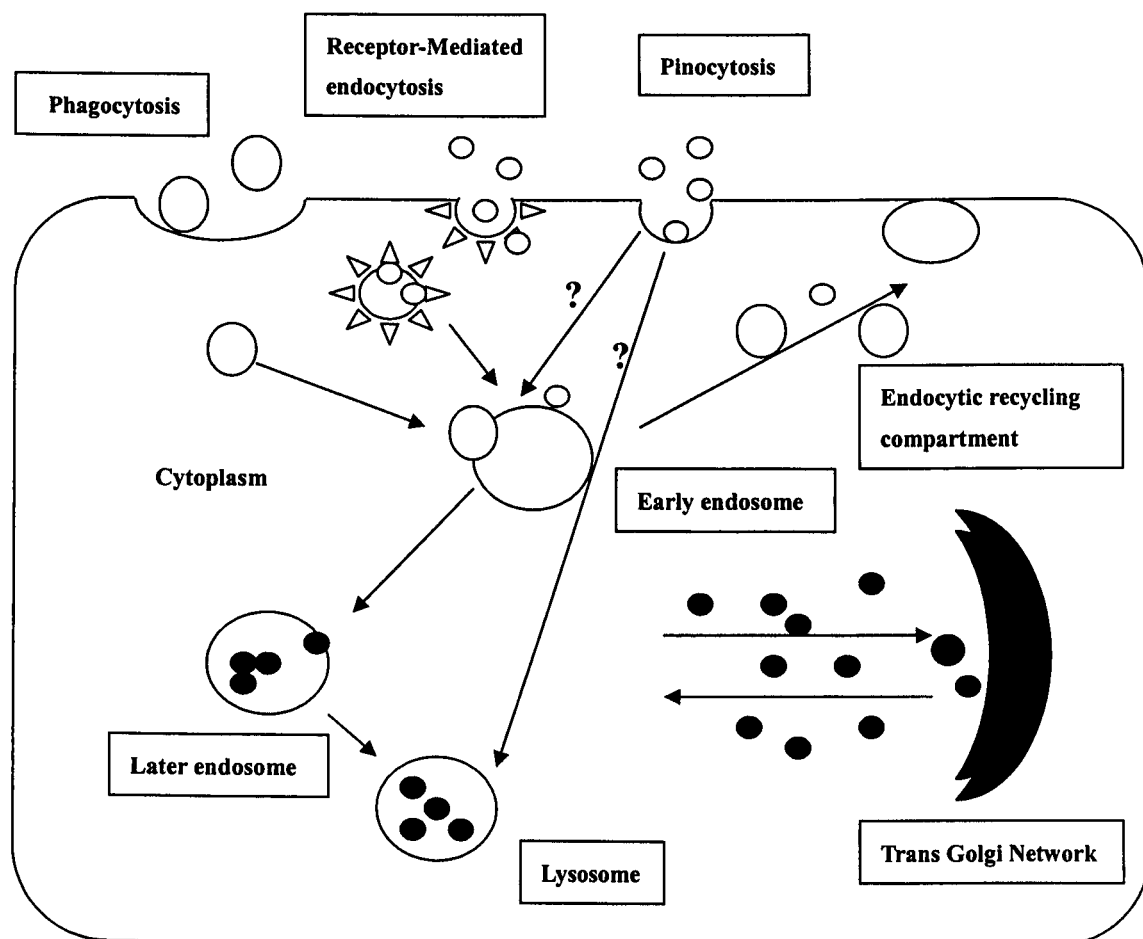 Receptor-Mediated
endocytosis
Pinocytosis
Phagocytosis
?
?
Endocytic recycling
compartment
Cytoplasm
Early endosome
Later endosome
Lysosome
Trans Golgi Network